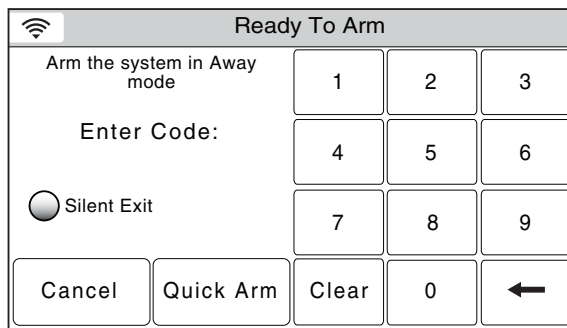 Ready To Arm
Arm the system in Away
mode
Enter Code:
Silent Exit
1 2 3
4 5 6
7 8 9
Cancel Quick Arm Clear 0